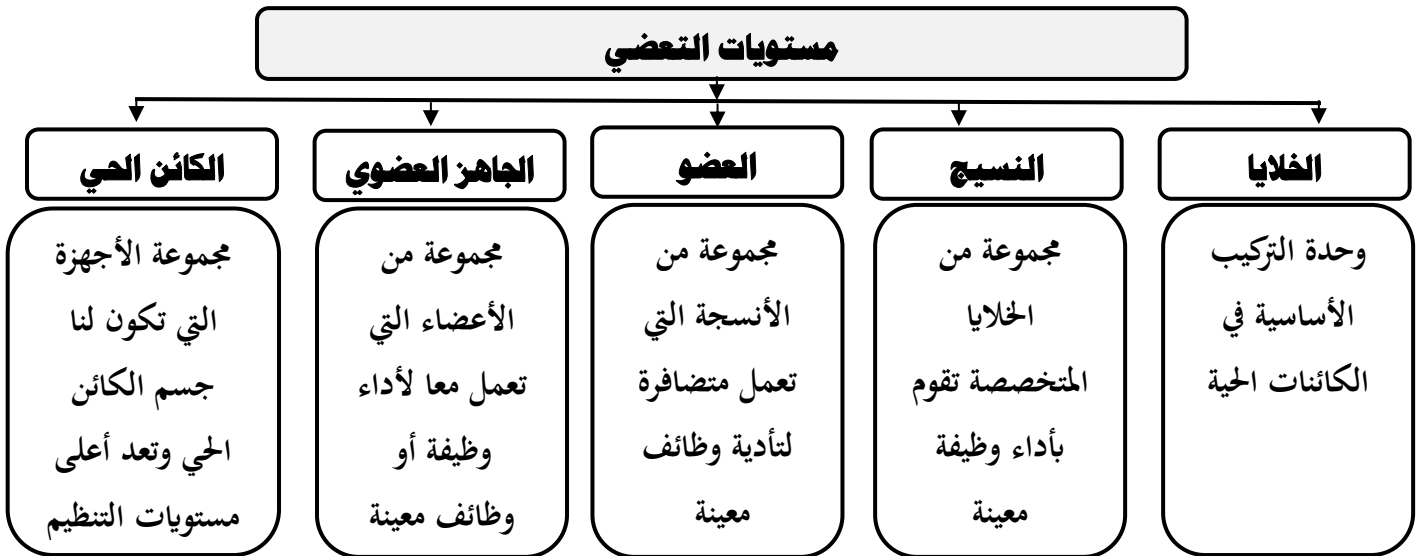 مستويات التعضي
الخلايا
النسيج
العضو
الجاهز العضوي
الكائن الحي
وحدة التركيب
الأساسية في
الكائنات الحية
مجموعة من
الخلايا
المتخصصة تقوم
بأداء وظيفة
معينة
مجموعة من
الأنسجة التي
تعمل متضافرة
لتأدية وظائف
معينة
مجموعة من
الأعضاء التي
تعمل معا لأداء
وظيفة أو
وظائف معينة
مجموعة الأجهزة
التي تكون لنا
جسم الكائن
الحي وتعد أعلى
مستويات التنظيم